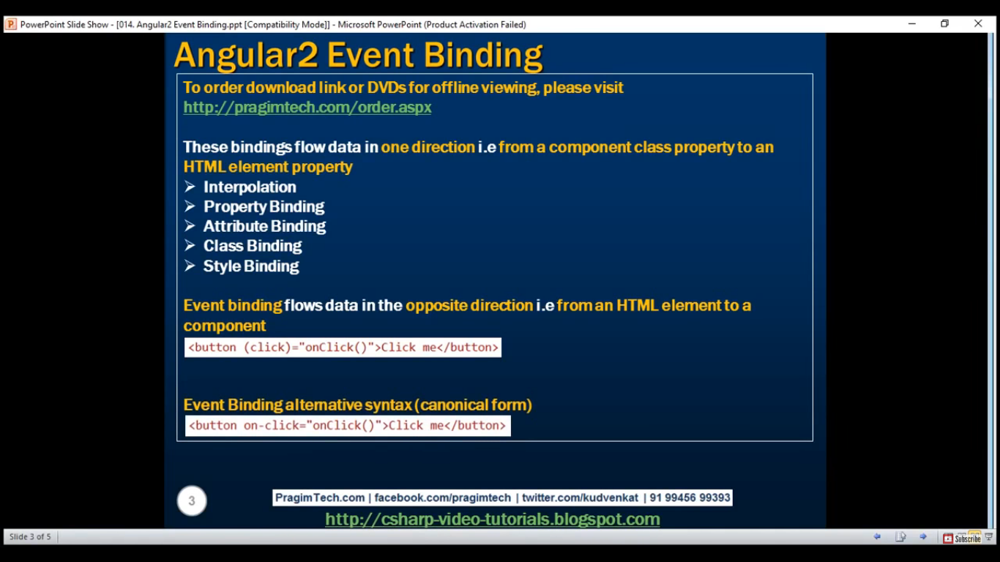 PowerPoint Slide Show - [014. Angular2 Event Binding.ppt [Compatibility Mode]] - Microsoft PowerPoint (Product Activation Failed)
Angular2 Event Binding
To order download link or DVDs for offline viewing, please visit
http://pragimtech.com/order.aspx
These bindings flow data in one direction i.e from a component class property to an
HTML element property
Interpolation
Property Binding
Attribute Binding
Class Binding
Style Binding
Event binding flows data in the opposite direction i.e from an HTML element to a
component
<button (click)="onClick()">Click me</button>
Event Binding alternative syntax (canonical form)
<button on-click="onClick()">Click me</button>
3
PragimTech.com | facebook.com/pragimtech | twitter.com/kudvenkat | 91 99456 99393
http://csharp-video-tutorials.blogspot.com
Slide 3 of 5
Subscribe